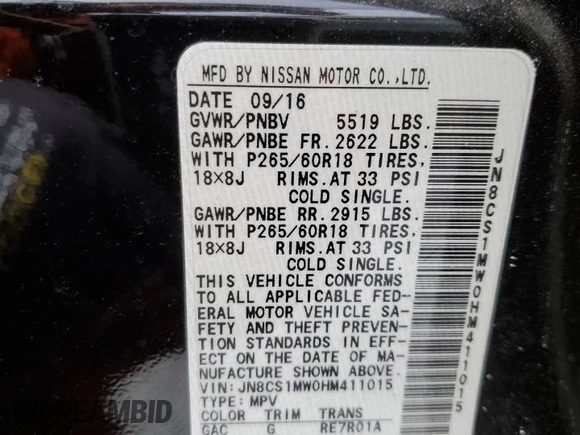 MFD BY NISSAN MOTOR CO.,LTD.
DATE 09/16
GVWR/PNBV 5519 LBS.
GAWR/PNBE FR. 2622 LBS.
WITH P265/60R18 TIRES,
18×8J RIMS.AT 33 PSI
COLD SINGLE.
GAWR/PNBE RR. 2915 LBS.
WITH P265/60R18 TIRES,
18×8J RIMS.AT 33 PSI
COLD SINGLE.
THIS VEHICLE CONFORMS
TO ALL APPLICABLE FED-
ERAL MOTOR VEHICLE SA-
FETY AND THEFT PREVEN-
TION STANDARDS IN EFF-
ECT ON THE DATE OF MA-
NUFACTURE SHOWN ABOVE.
VIN: JN8CS1MW0HM411015
TYPE: MPV
COLOR TRIM TRANS
GAC G RE7R01A
JN8CS1MW0HM411015
AUTORIDERZ.CARS